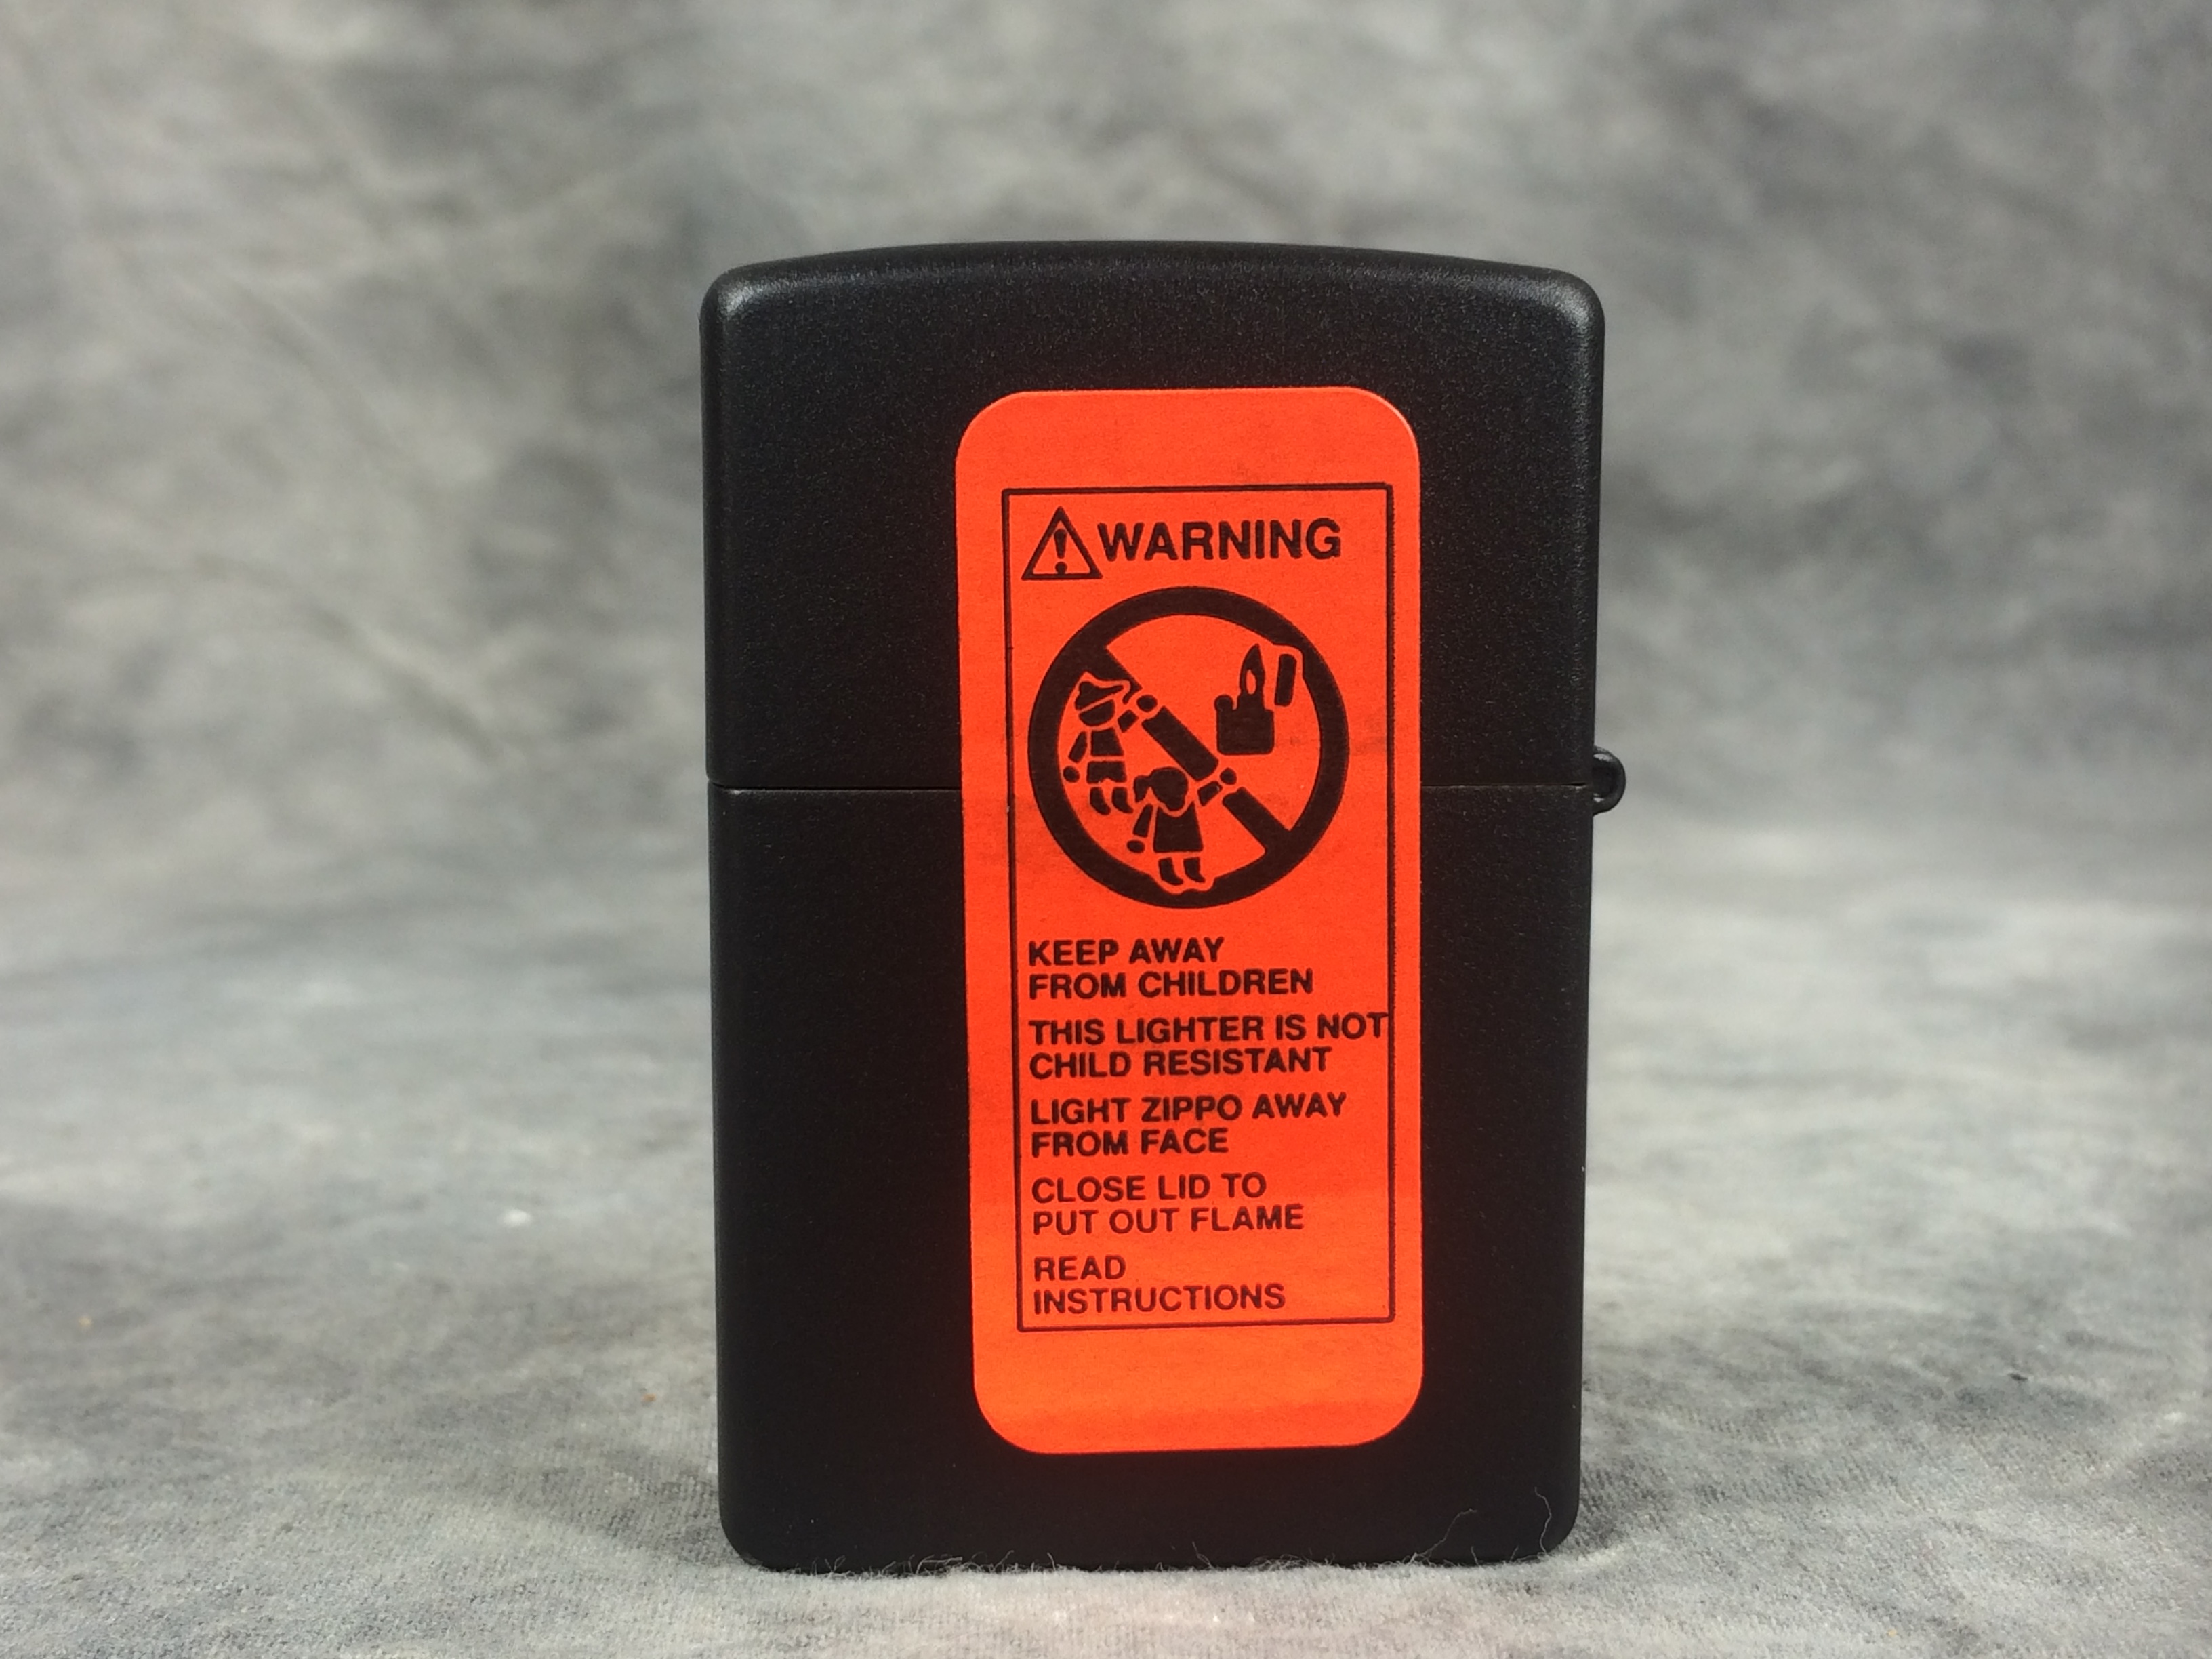 WARNING
KEEP AWAY
FROM CHILDREN
THIS LIGHTER IS NOT
CHILD RESISTANT
LIGHT ZIPPO AWAY
FROM FACE
CLOSE LID TO
PUT OUT FLAME
READ
INSTRUCTIONS